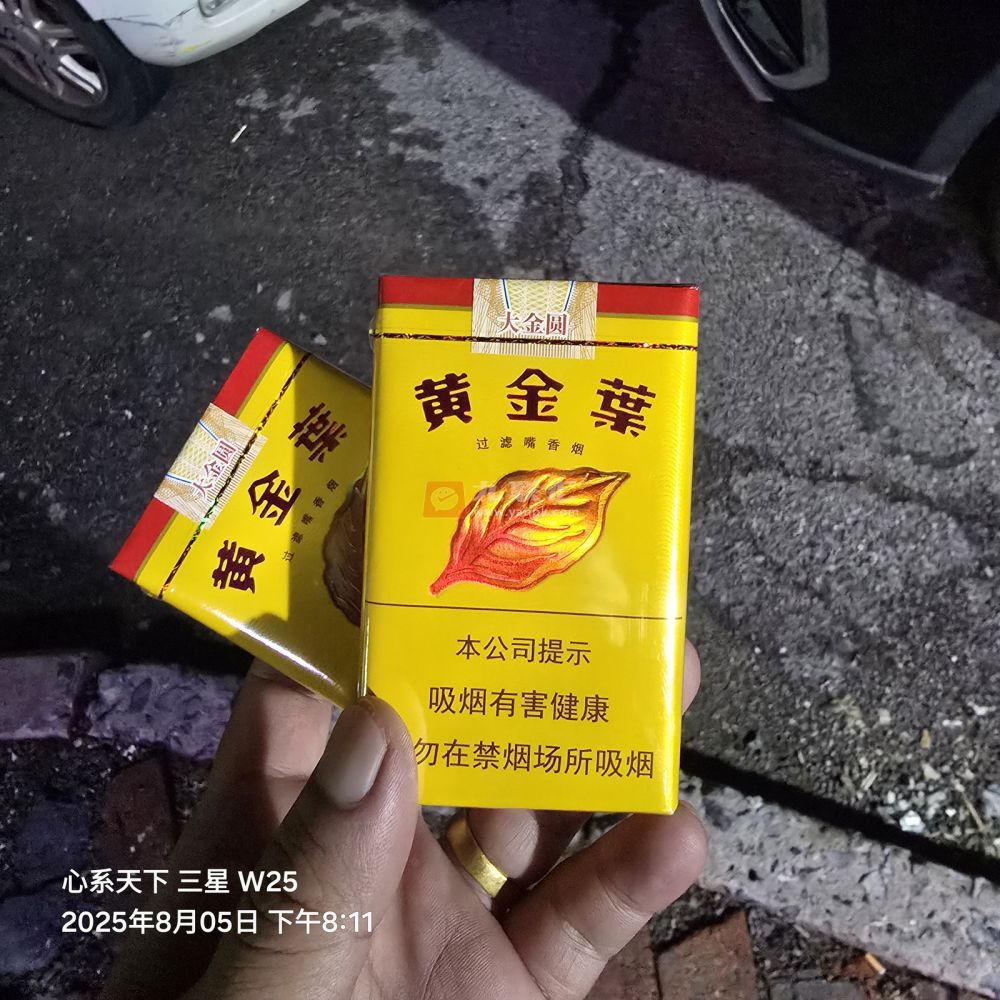 大金圆
黄金葉
过滤嘴香烟
www.yzgpk.com
本公司提示
吸烟有害健康
勿在禁烟场所吸烟
大金圆
黄金葉
过滤嘴香烟
心系天下 三星 W25
2025年8月05日 下午8:11